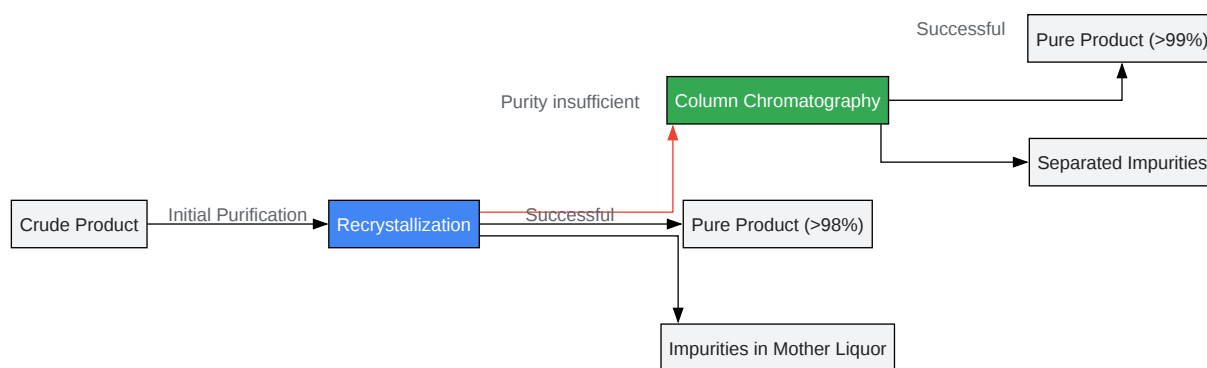 Successful
Pure Product (>99%)
Purity insufficient
Column Chromatography
Separated Impurities
Crude Product
Initial Purification
Recrystallization
Successful
Pure Product (>98%)
Impurities in Mother Liquor